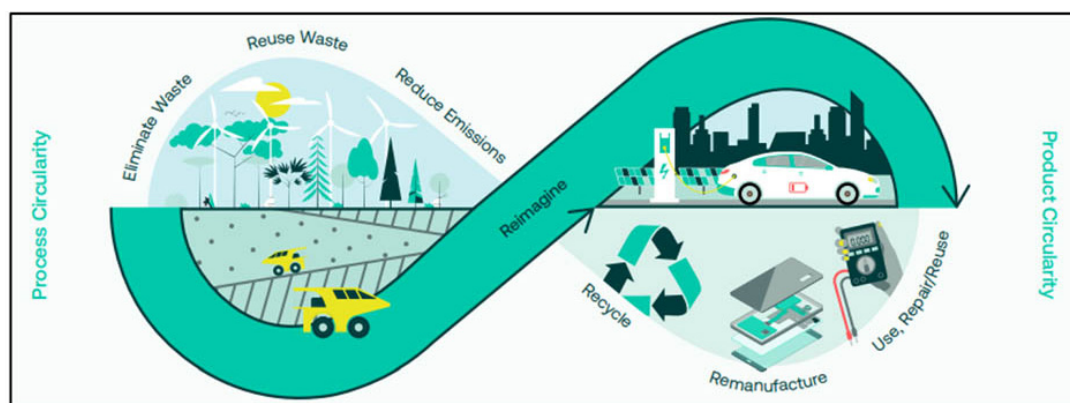 Process Circularity
Eliminate Waste
Reuse Waste
Reduce Emissions
Reimagine
Recycle
Remanufacture
Use, Repair/Reuse
Product Circularity